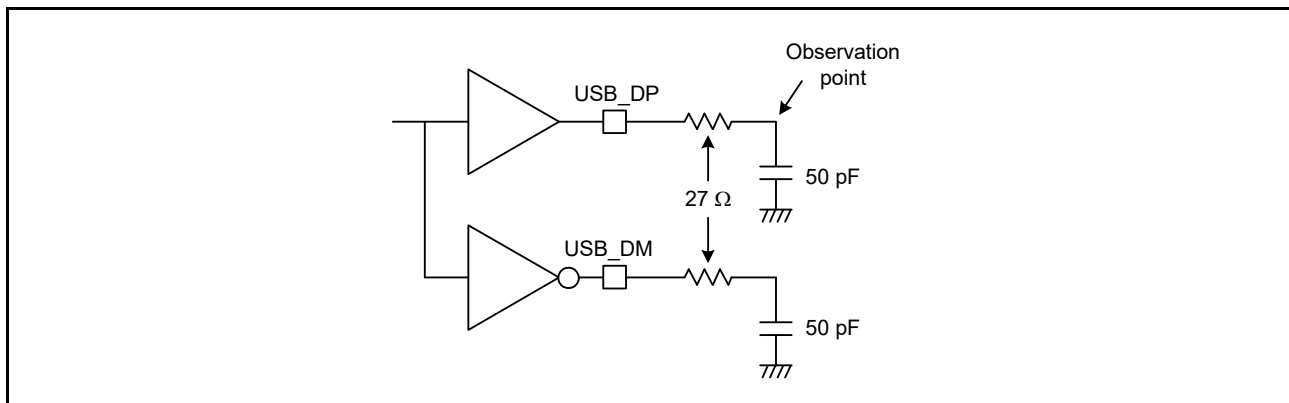 Observation
point
USB_DP
50 pF
27 Ω
USB_DM
50 pF